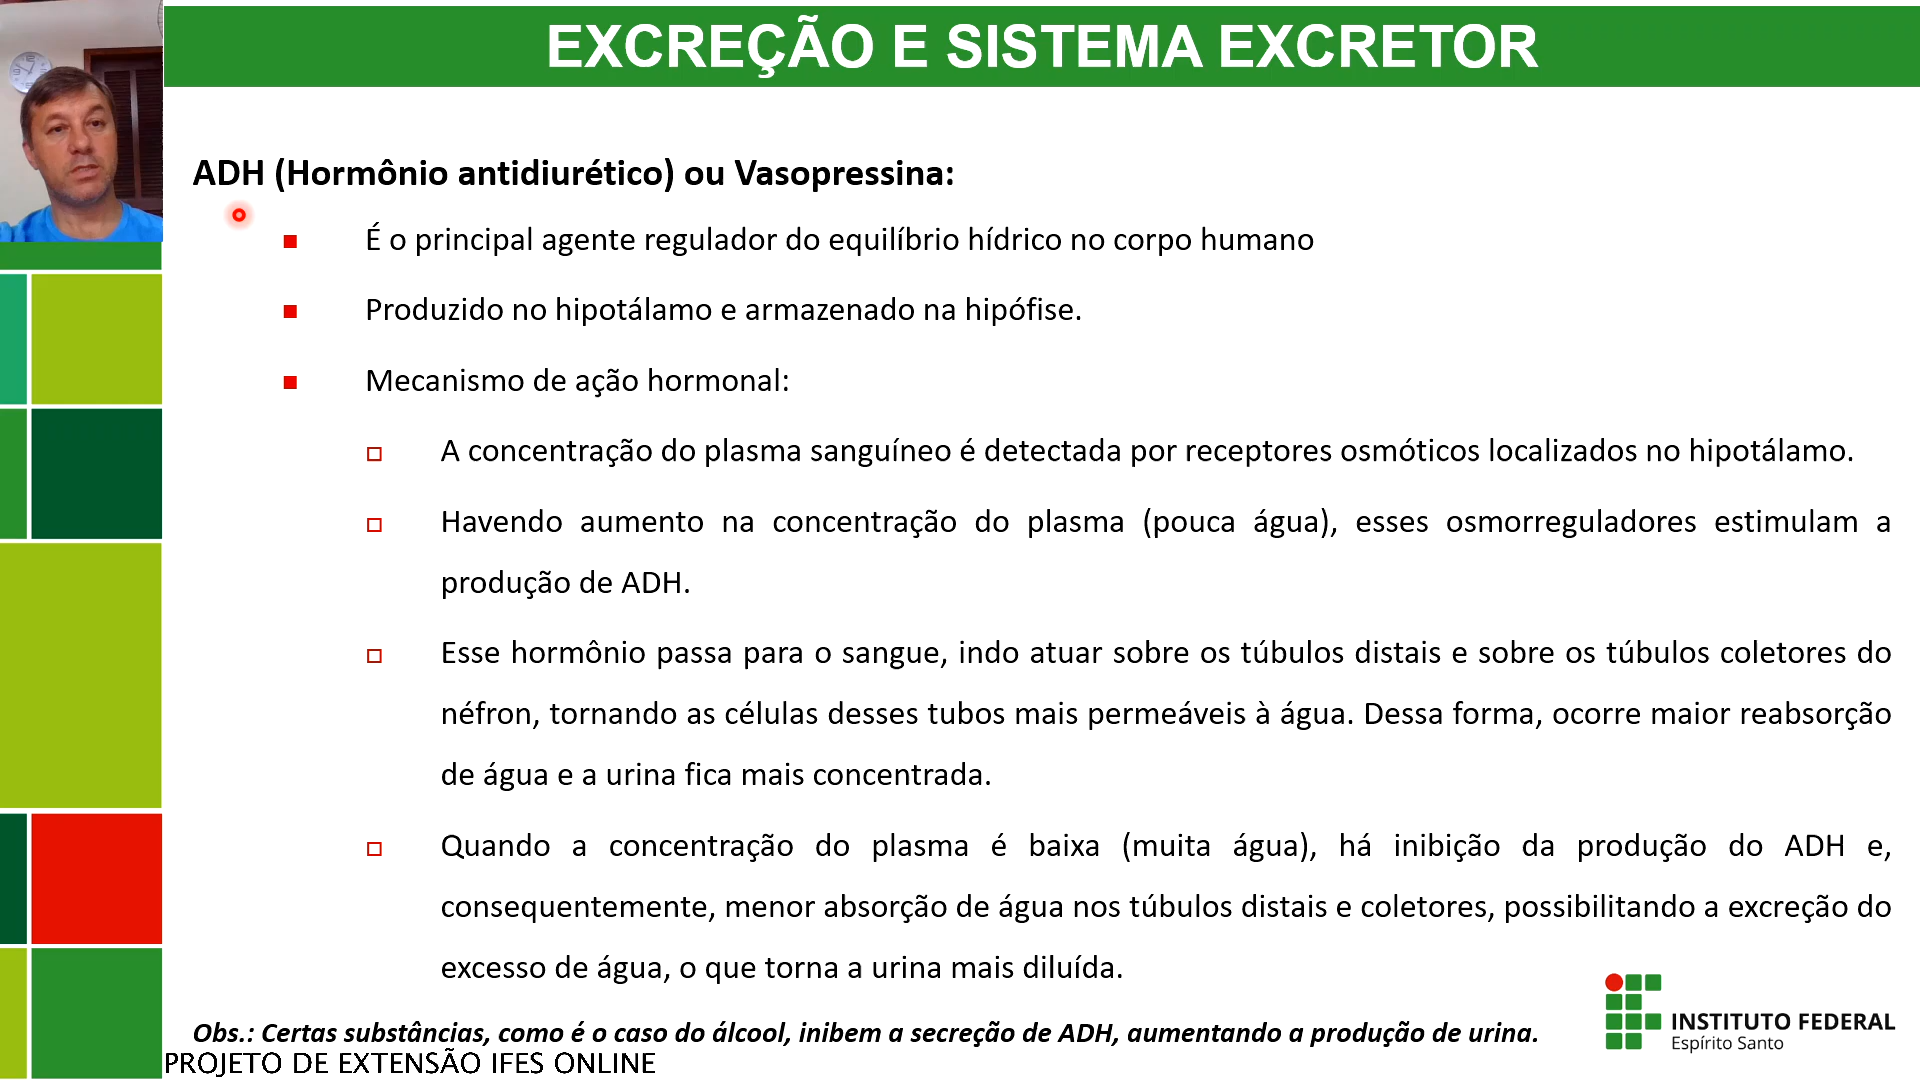 EXCREÇÃO E SISTEMA EXCRETOR
ADH (Hormônio antidiurético) ou Vasopressina:
É o principal agente regulador do equilíbrio hídrico no corpo humano
Produzido no hipotálamo e armazenado na hipófise.
Mecanismo de ação hormonal:
A concentração do plasma sanguíneo é detectada por receptores osmóticos localizados no hipotálamo.
Havendo aumento na concentração do plasma (pouca água), esses osmorreguladores estimulam a
produção de ADH.
Esse hormônio passa para o sangue, indo atuar sobre os túbulos distais e sobre os túbulos coletores do
néfron, tornando as células desses tubos mais permeáveis à água. Dessa forma, ocorre maior reabsorção
de água e a urina fica mais concentrada.
Quando a concentração do plasma é baixa (muita água), há inibição da produção do ADH e,
consequentemente, menor absorção de água nos túbulos distais e coletores, possibilitando a excreção do
excesso de água, o que torna a urina mais diluída.
Obs.: Certas substâncias, como é o caso do álcool, inibem a secreção de ADH, aumentando a produção de urina.
INSTITUTO FEDERAL
Espírito Santo
PROJETO DE EXTENSÃO IFES ONLINE